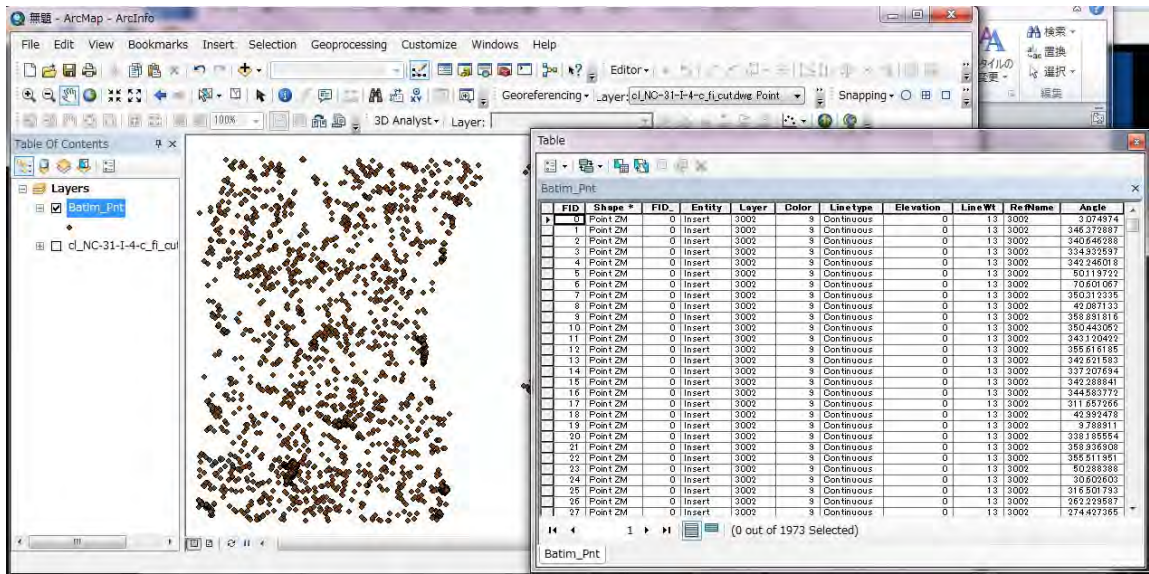 無題 - ArcMap - ArcInfo
File Edit View Bookmarks Insert Selection Geoprocessing Customize Windows Help
Editor
Georeferencing Layer: cl_NC-31-I-4-c_fi_cut.dwg Point Snapping
100% 3D Analyst Layer:
検索
置換
選択
編集
Table Of Contents
Layers
Batim_Pnt
cl_NC-31-I-4-c_fi_cut
Table
Batim_Pnt
FID Shape * FID_ Entity Layer Color Linetype Elevation LineWt RefName Angle
0 Point ZM 0 Insert 3002 9 Continuous 0 13 3002 3.074974
1 Point ZM 0 Insert 3002 9 Continuous 0 13 3002 346.372887
2 Point ZM 0 Insert 3002 9 Continuous 0 13 3002 340.646288
3 Point ZM 0 Insert 3002 9 Continuous 0 13 3002 334.932597
4 Point ZM 0 Insert 3002 9 Continuous 0 13 3002 342.246018
5 Point ZM 0 Insert 3002 9 Continuous 0 13 3002 50.119722
6 Point ZM 0 Insert 3002 9 Continuous 0 13 3002 70.601067
7 Point ZM 0 Insert 3002 9 Continuous 0 13 3002 350.312335
8 Point ZM 0 Insert 3002 9 Continuous 0 13 3002 42.087133
9 Point ZM 0 Insert 3002 9 Continuous 0 13 3002 358.891816
10 Point ZM 0 Insert 3002 9 Continuous 0 13 3002 350.443052
11 Point ZM 0 Insert 3002 9 Continuous 0 13 3002 343.120422
12 Point ZM 0 Insert 3002 9 Continuous 0 13 3002 355.616185
13 Point ZM 0 Insert 3002 9 Continuous 0 13 3002 342.621583
14 Point ZM 0 Insert 3002 9 Continuous 0 13 3002 337.207694
15 Point ZM 0 Insert 3002 9 Continuous 0 13 3002 342.288841
16 Point ZM 0 Insert 3002 9 Continuous 0 13 3002 344.583772
17 Point ZM 0 Insert 3002 9 Continuous 0 13 3002 311.657266
18 Point ZM 0 Insert 3002 9 Continuous 0 13 3002 42.992478
19 Point ZM 0 Insert 3002 9 Continuous 0 13 3002 9.788911
20 Point ZM 0 Insert 3002 9 Continuous 0 13 3002 338.185554
21 Point ZM 0 Insert 3002 9 Continuous 0 13 3002 358.936908
22 Point ZM 0 Insert 3002 9 Continuous 0 13 3002 355.511951
23 Point ZM 0 Insert 3002 9 Continuous 0 13 3002 50.288388
24 Point ZM 0 Insert 3002 9 Continuous 0 13 3002 30.602603
25 Point ZM 0 Insert 3002 9 Continuous 0 13 3002 316.501793
26 Point ZM 0 Insert 3002 9 Continuous 0 13 3002 262.229587
27 Point ZM 0 Insert 3002 9 Continuous 0 13 3002 274.427365
1 (0 out of 1973 Selected)
Batim_Pnt